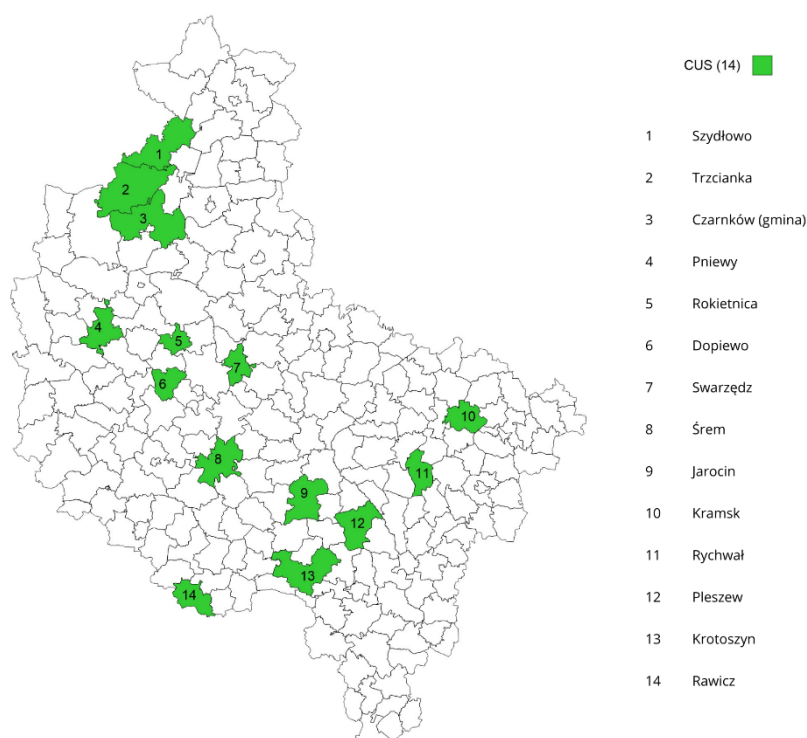 CUS (14)
1 Szydłowo
2 Trzcianka
3 Czarnków (gmina)
4 Pniewy
5 Rokietnica
6 Dopiewo
7 Swarzędz
8 Śrem
9 Jarocin
10 Kramsk
11 Rychwał
12 Pleszew
13 Krotoszyn
14 Rawicz
1
2
3
4
5
6
7
8
9
10
11
12
13
14